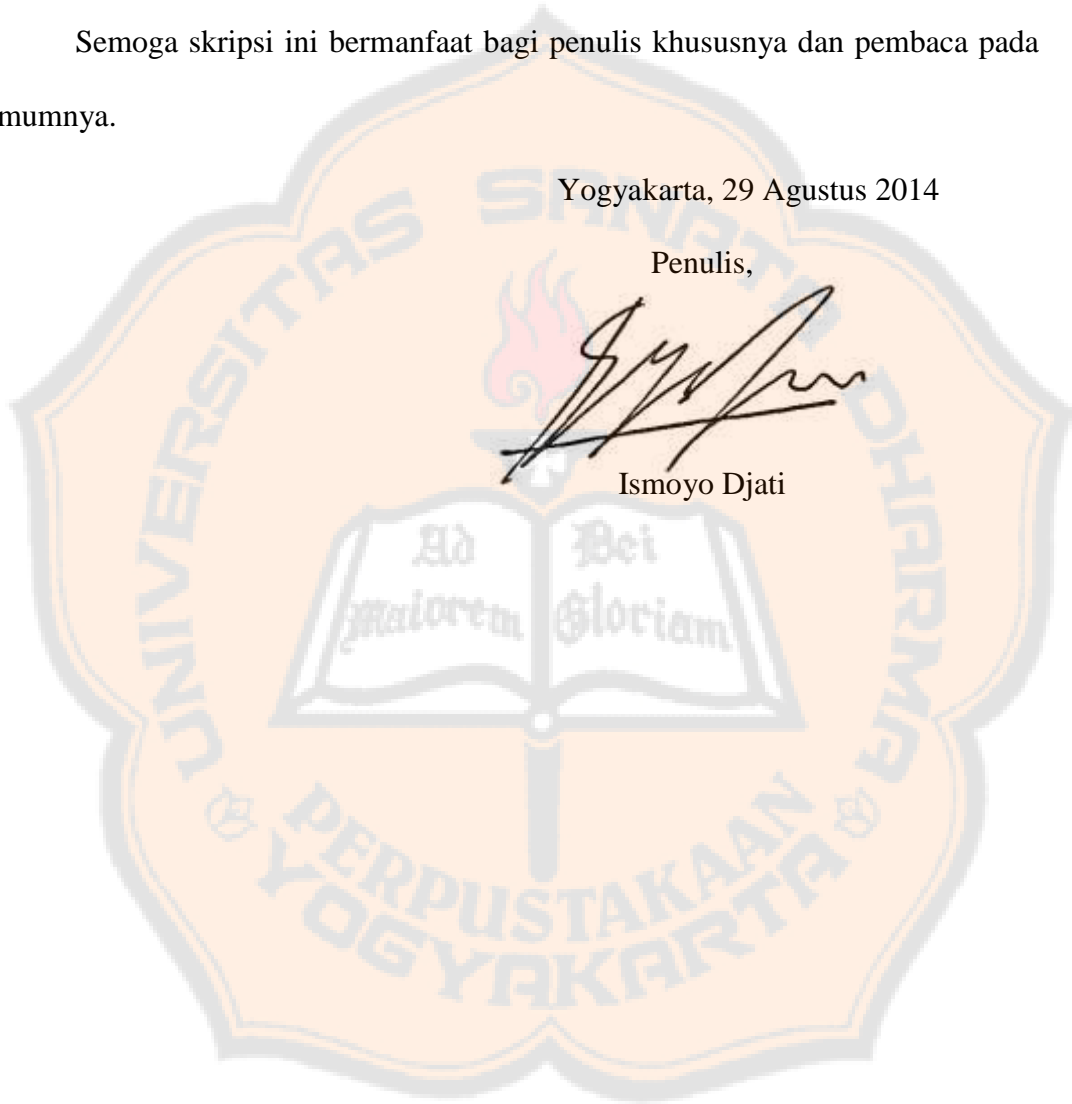 Semoga skripsi ini bermanfaat bagi penulis khususnya dan pembaca pada
mumnya.
Yogyakarta, 29 Agustus 2014
Penulis,
Ismoyo Djati
UNIVERSITAS SANATA DHARMA
Ad Dei
maiorem Gloriam
PERPUSTAKAAN
YOGYAKARTA